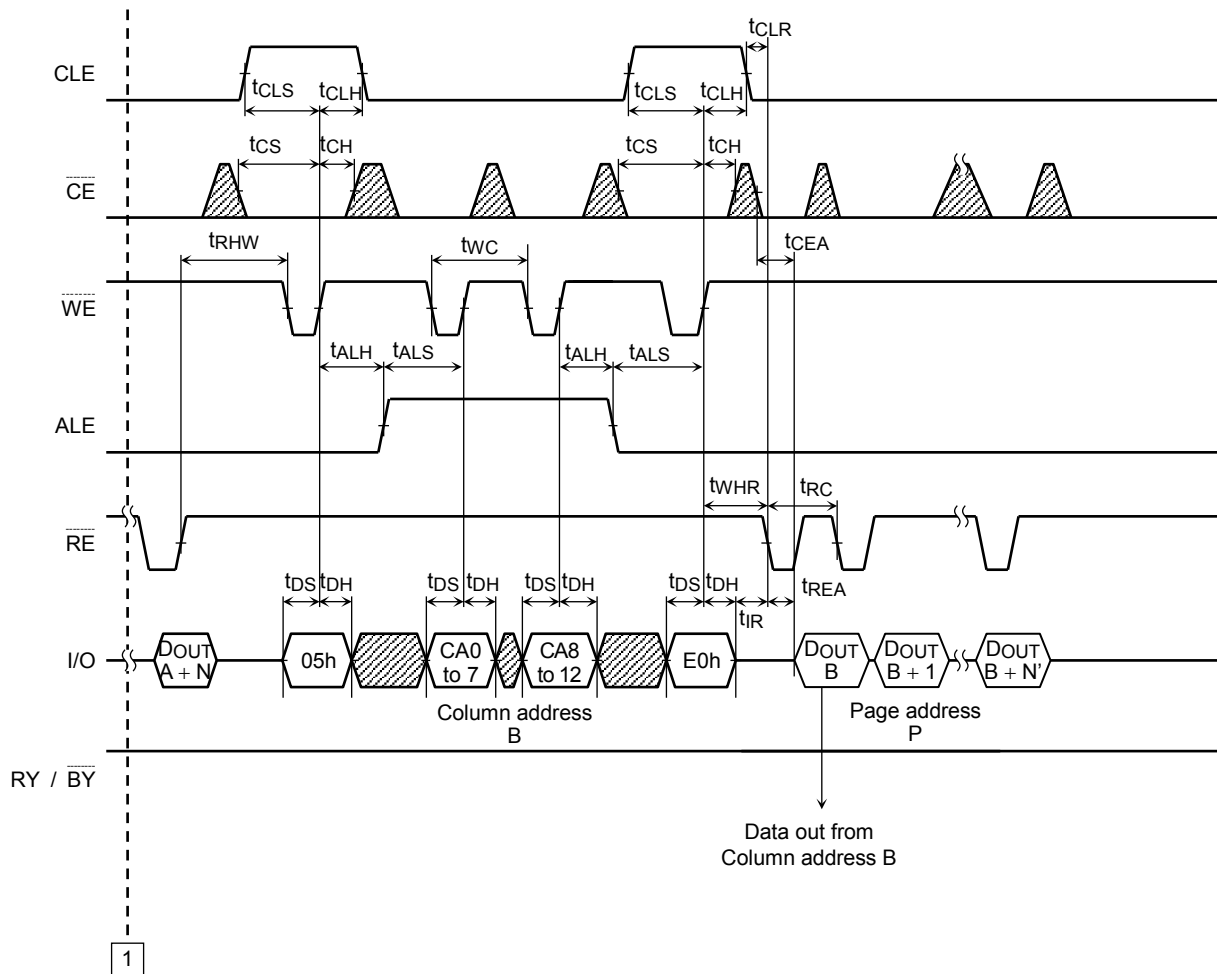 tCLR
CLE
tCLS tCLH tCLS tCLH
tCS tCH tCS tCH
CE
tCEA
tRHW tWC
WE
tALH tALS tALH tALS
ALE
tWHR tRC
RE
tDS tDH tDS tDH tDS tDH tDS tDH tREA
tIR
I/O
DOUT
A + N
05h
CA0
to 7
CA8
to 12
E0h
DOUT
B
DOUT
B + 1
DOUT
B + N’
Column address
B
Page address
P
RY / BY
Data out from
Column address B
1